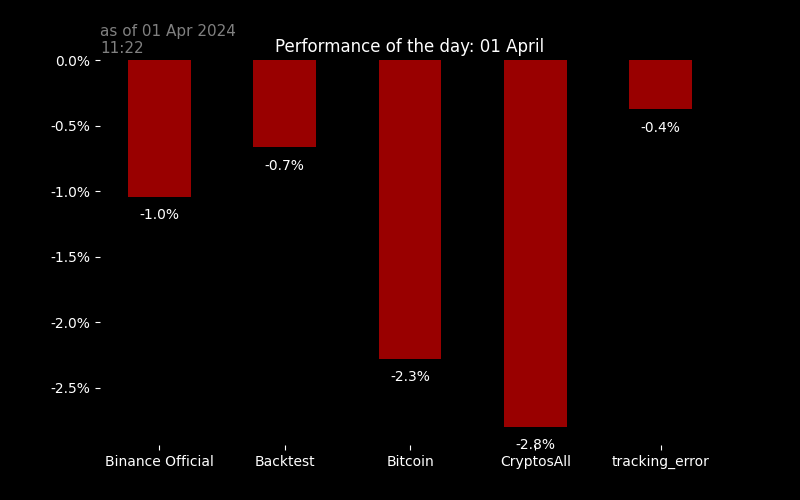 as of 01 Apr 2024
11:22
Performance of the day: 01 April
0.0%
-0.5%
-1.0%
-1.5%
-2.0%
-2.5%
-1.0%
-0.7%
-2.3%
-2.8%
-0.4%
Binance Official
Backtest
Bitcoin
CryptosAll
tracking_error